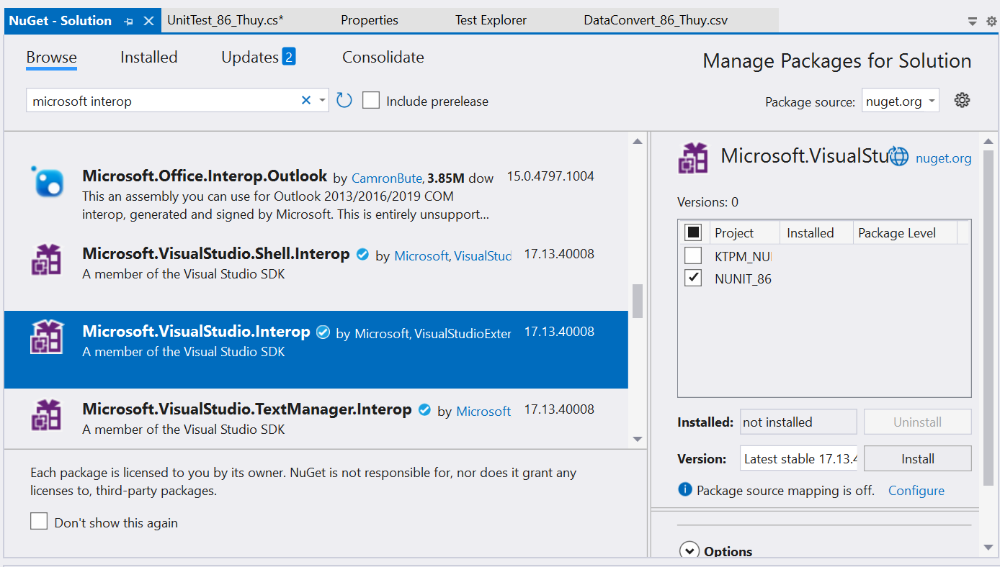 NuGet - Solution
UnitTest_86_Thuy.cs*
Properties
Test Explorer
DataConvert_86_Thuy.csv
Browse
Installed
Updates 2
Consolidate
Manage Packages for Solution
microsoft interop
Include prerelease
Package source: nuget.org
Microsoft.Office.Interop.Outlook by CamronBute, 3.85M dow 15.0.4797.1004
This an assembly you can use for Outlook 2013/2016/2019 COM
interop, generated and signed by Microsoft. This is entirely unsupport...
Microsoft.VisualStudio.Shell.Interop by Microsoft, VisualStud 17.13.40008
A member of the Visual Studio SDK
Microsoft.VisualStudio.Interop by Microsoft, VisualStudioExter 17.13.40008
A member of the Visual Studio SDK
Microsoft.VisualStudio.TextManager.Interop by Microsoft 17.13.40008
A member of the Visual Studio SDK
Each package is licensed to you by its owner. NuGet is not responsible for, nor does it grant any
licenses to, third-party packages.
Don't show this again
Microsoft.VisualStu nuget.org
Versions: 0
Project Installed Package Level
KTPM_NU
NUNIT_86
Installed: not installed Uninstall
Version: Latest stable 17.13.4 Install
Package source mapping is off. Configure
Options